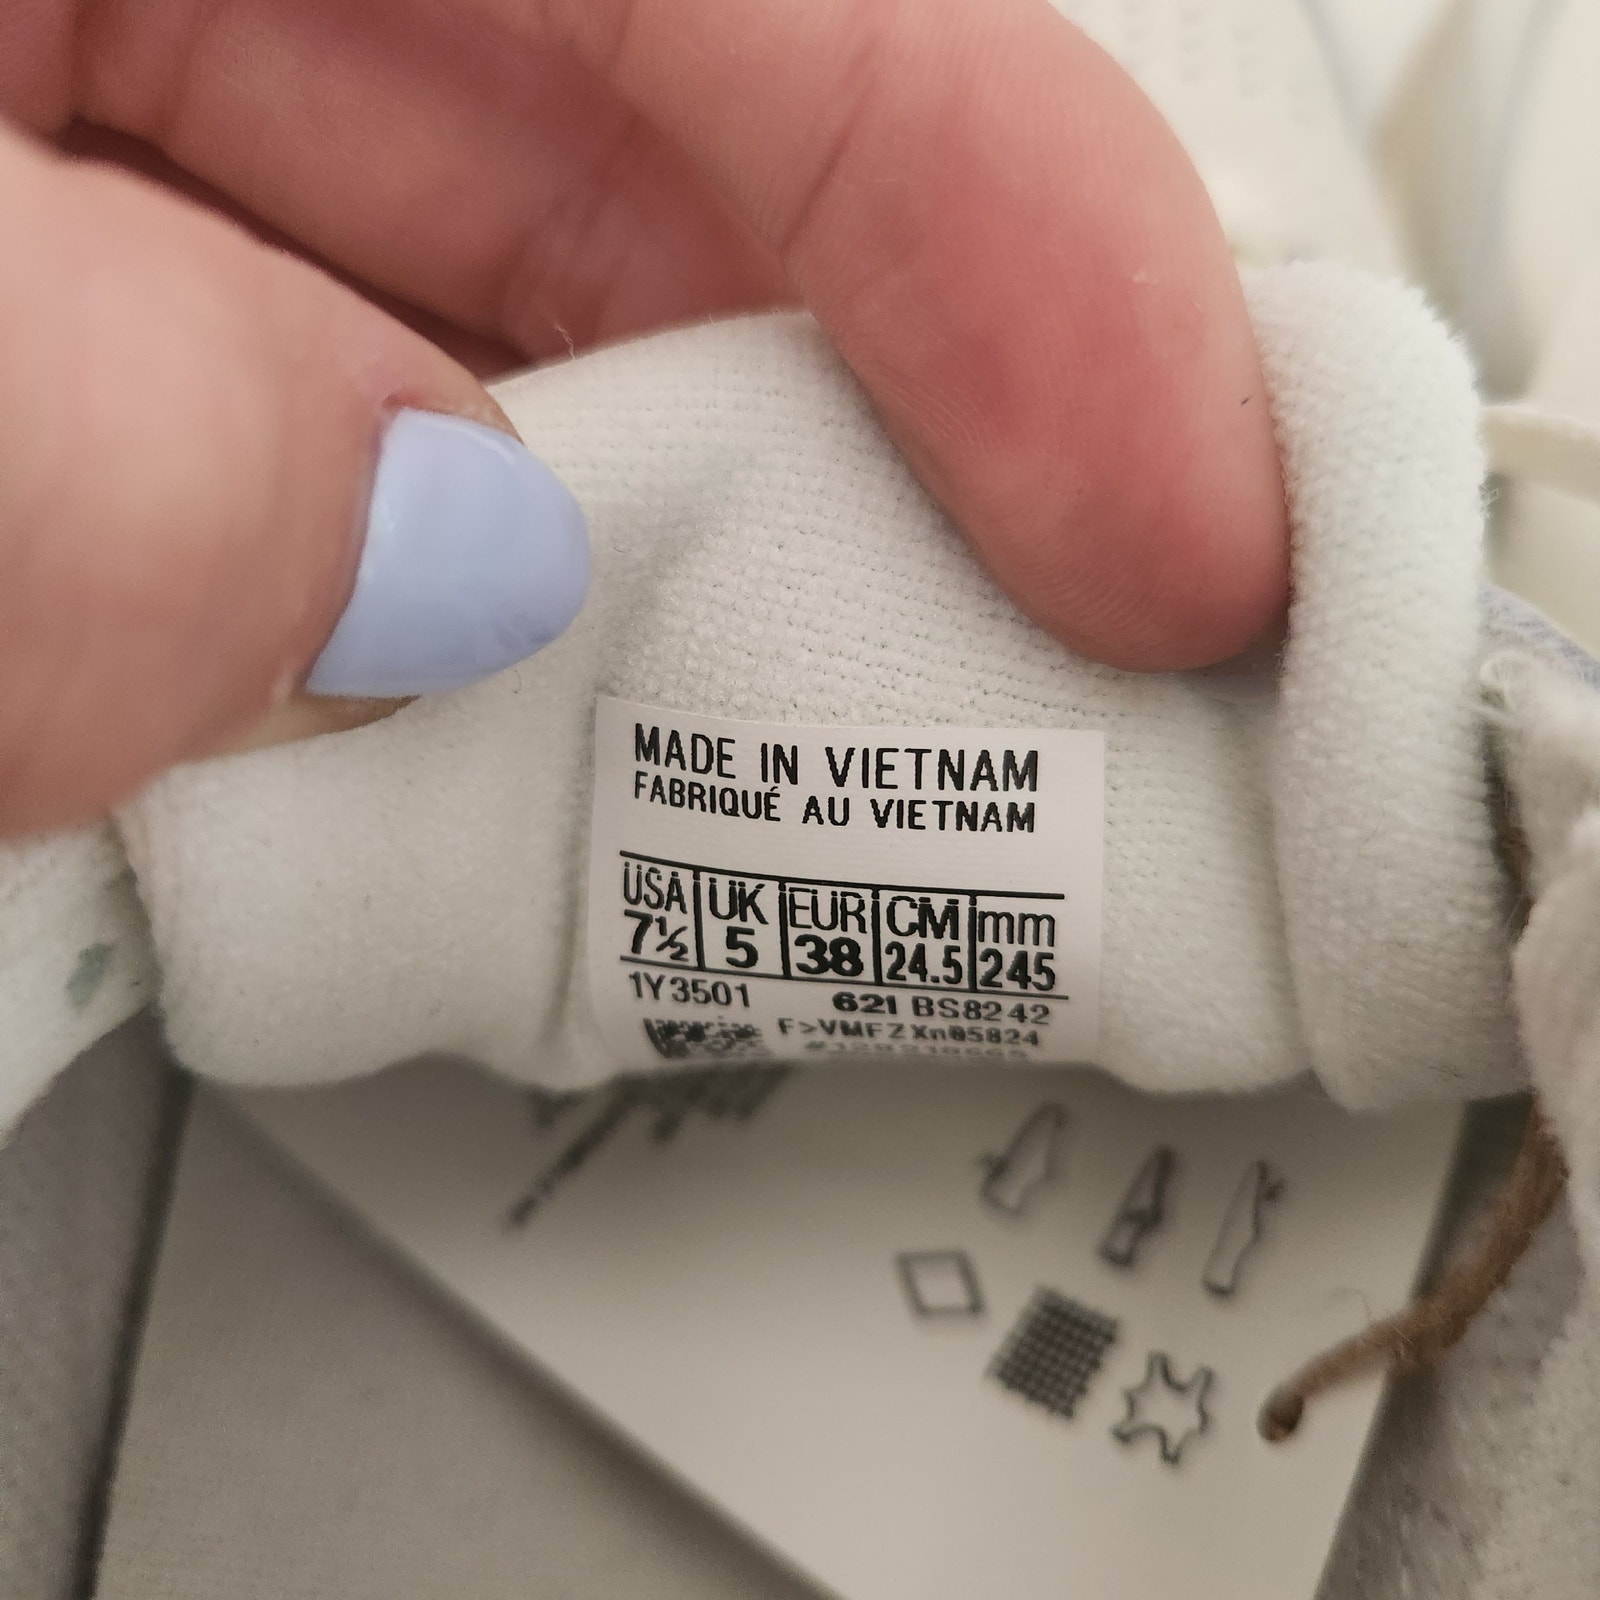 MADE IN VIETNAM
FABRIQUÉ AU VIETNAM
USA UK EUR CM mm
7½ 5 38 24.5 245
1Y3501 621 BS8242
F>VMFZXn05824